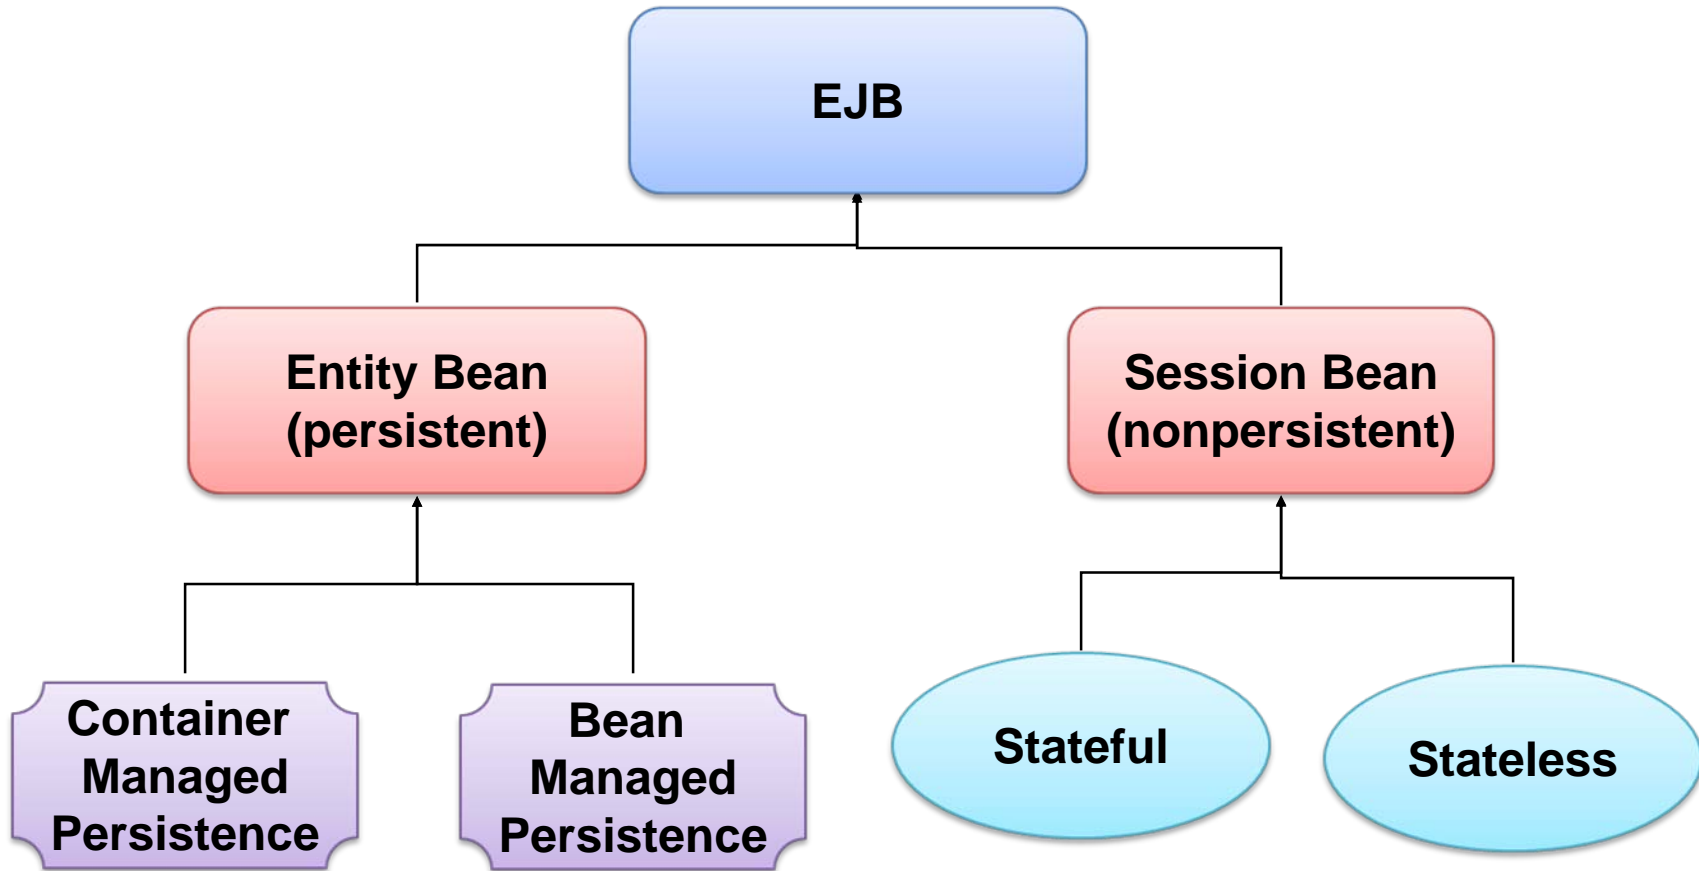 EJB
Entity Bean
(persistent)
Session Bean
(nonpersistent)
Container
Managed
Persistence
Bean
Managed
Persistence
Stateful
Stateless